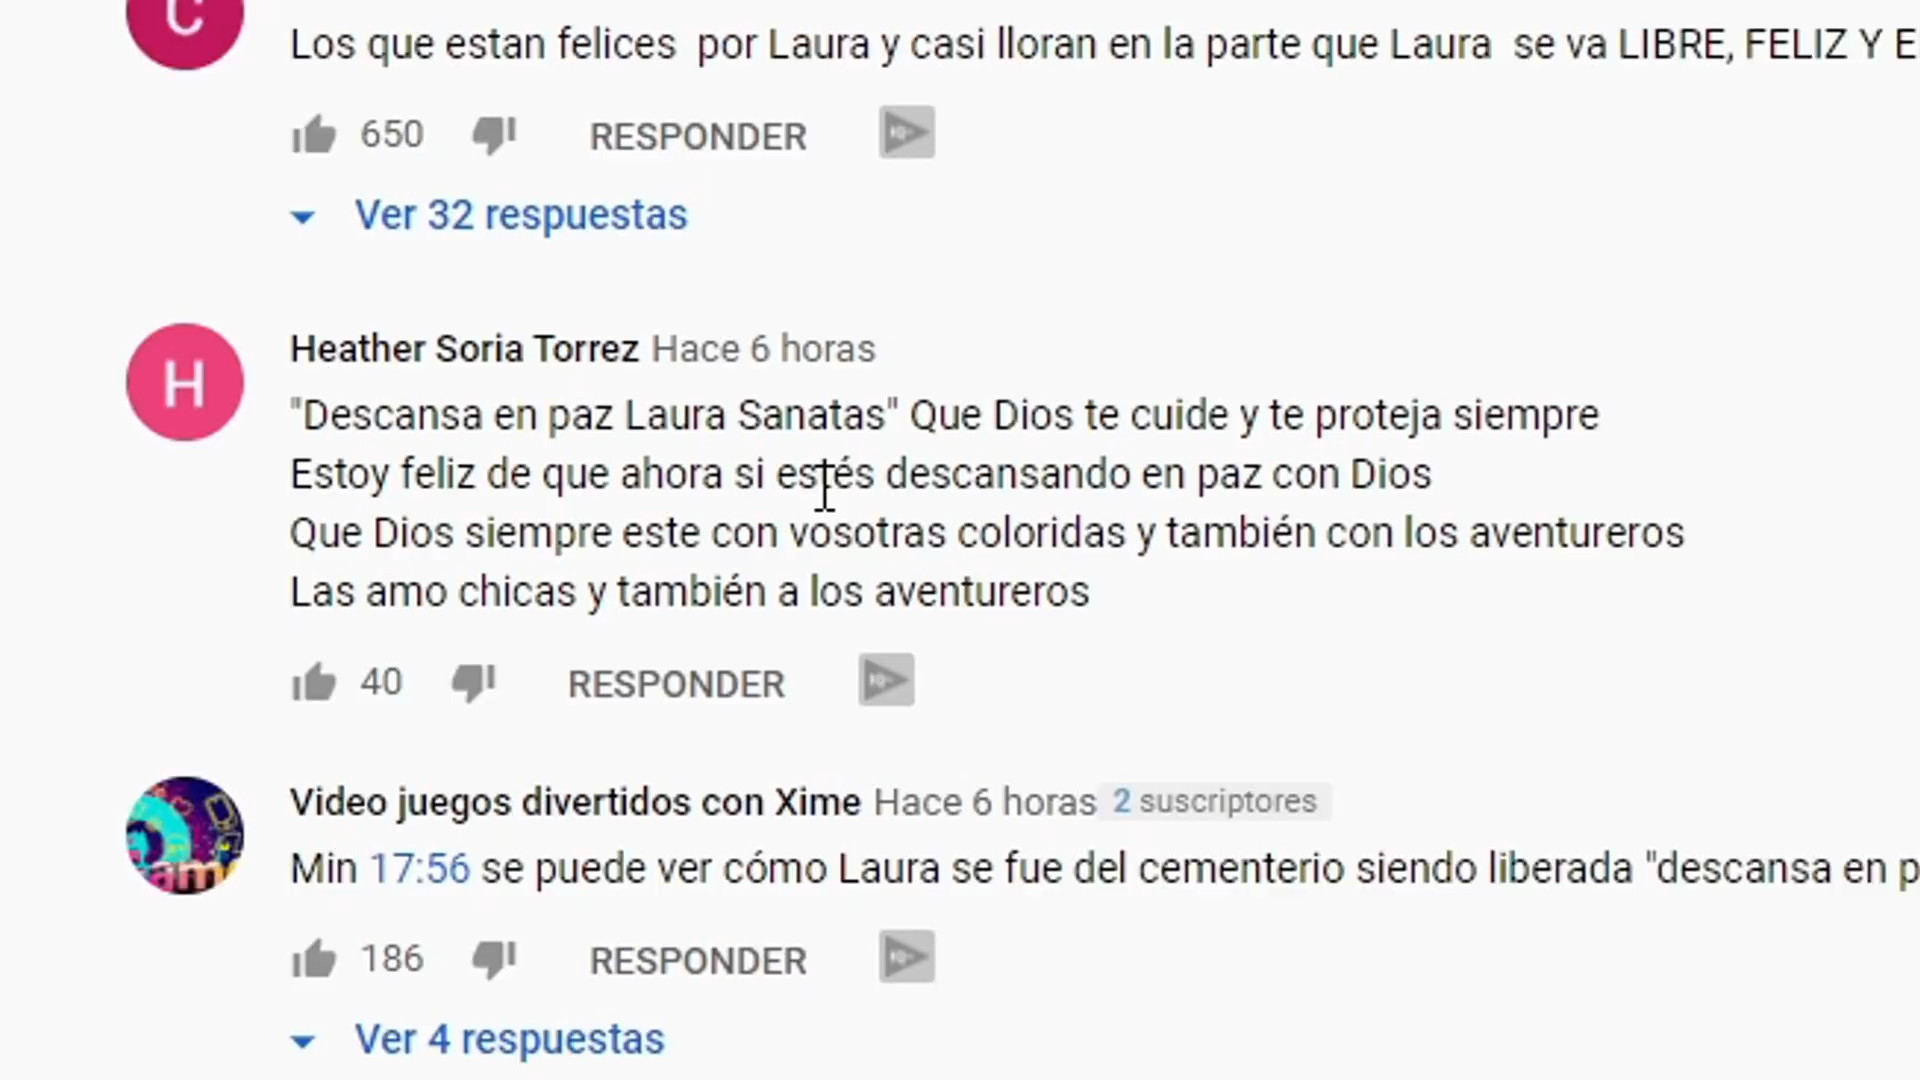 C
Los que estan felices  por Laura y casi lloran en la parte que Laura  se va LIBRE, FELIZ Y E
650 RESPONDER
Ver 32 respuestas
H
Heather Soria Torrez Hace 6 horas
"Descansa en paz Laura Sanatas" Que Dios te cuide y te proteja siempre
Estoy feliz de que ahora si estés descansando en paz con Dios
Que Dios siempre este con vosotras coloridas y también con los aventureros
Las amo chicas y también a los aventureros
40 RESPONDER
Video juegos divertidos con Xime Hace 6 horas 2 suscriptores
Min 17:56 se puede ver cómo Laura se fue del cementerio siendo liberada "descansa en p
186 RESPONDER
Ver 4 respuestas